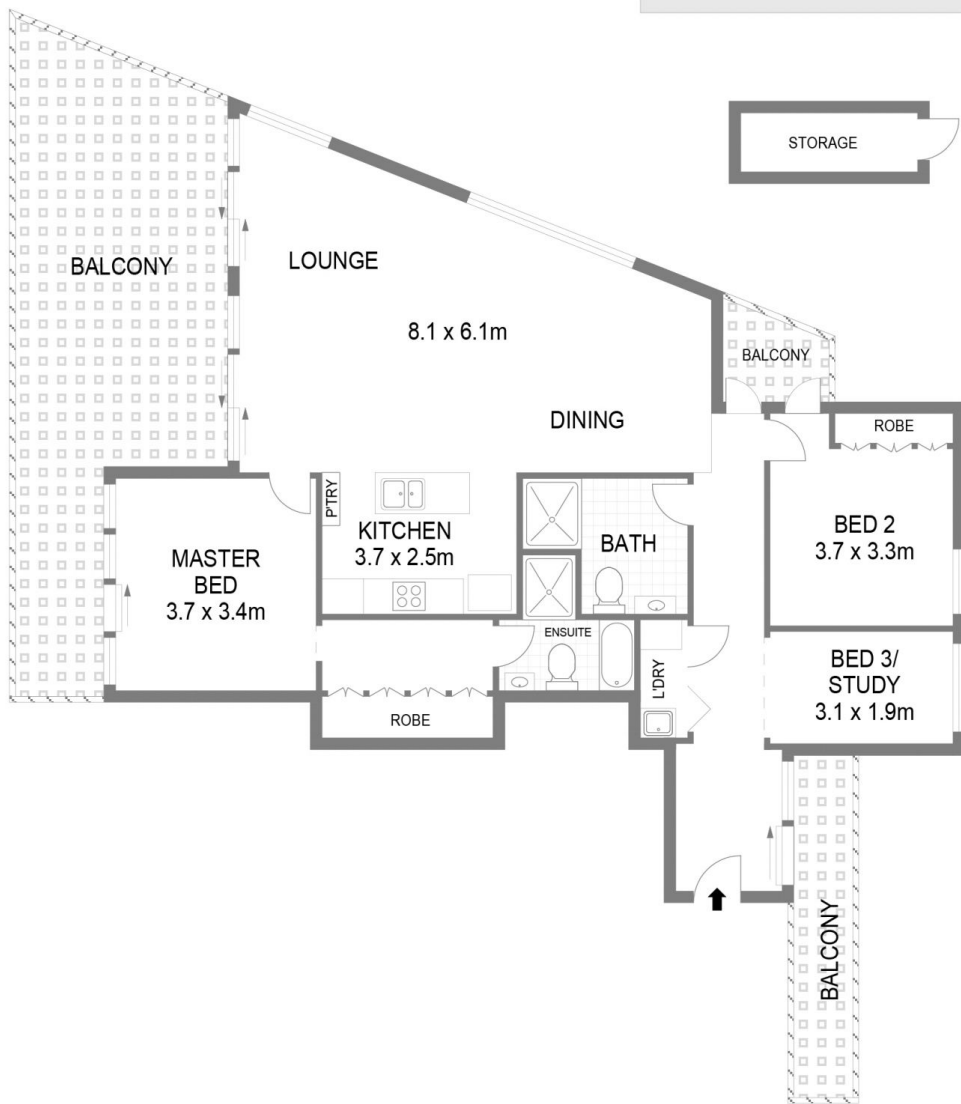 STORAGE
BALCONY
LOUNGE
8.1 x 6.1m
BALCONY
DINING
ROBE
P'TRY
KITCHEN
3.7 x 2.5m
BATH
BED 2
3.7 x 3.3m
MASTER
BED
3.7 x 3.4m
ENSUITE
L'DRY
BED 3/
STUDY
3.1 x 1.9m
ROBE
BALCONY